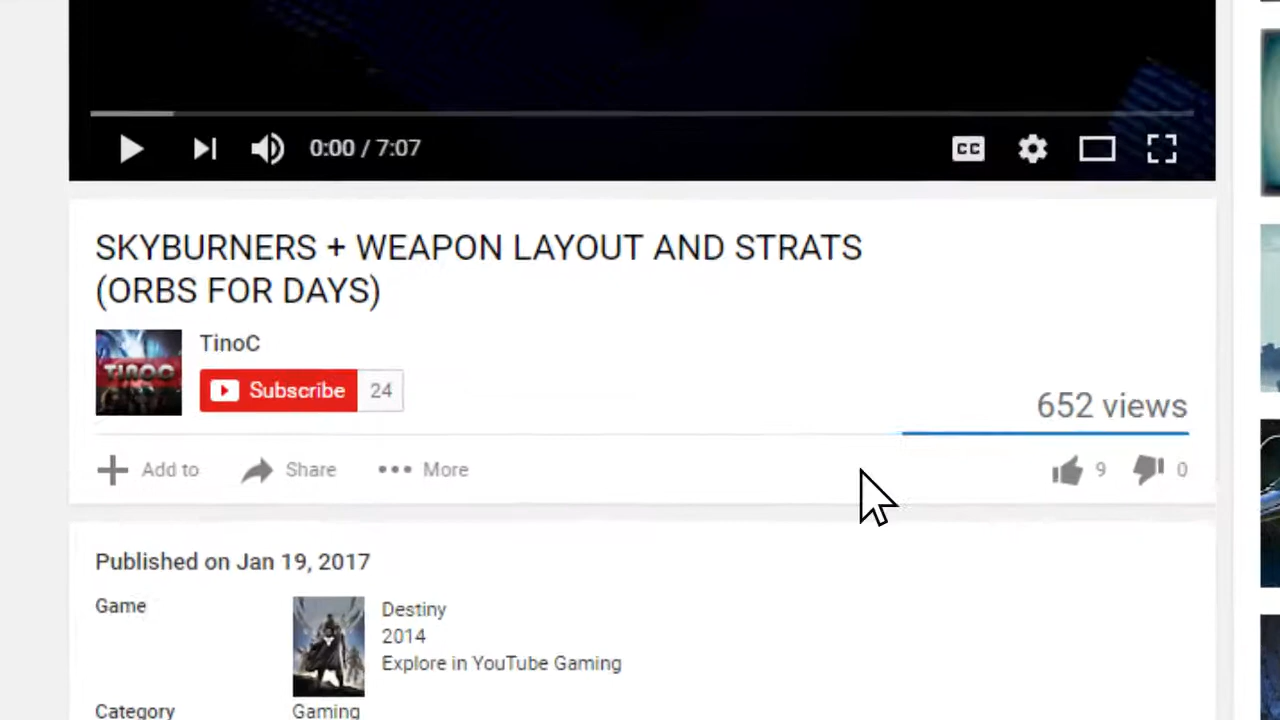 0:00 / 7:07
CC
SKYBURNERS + WEAPON LAYOUT AND STRATS
(ORBS FOR DAYS)
TINOC
TinoC
Subscribe 24
652 views
Add to Share More 9 0
Published on Jan 19, 2017
Game
Destiny
2014
Explore in YouTube Gaming
Category Gaming